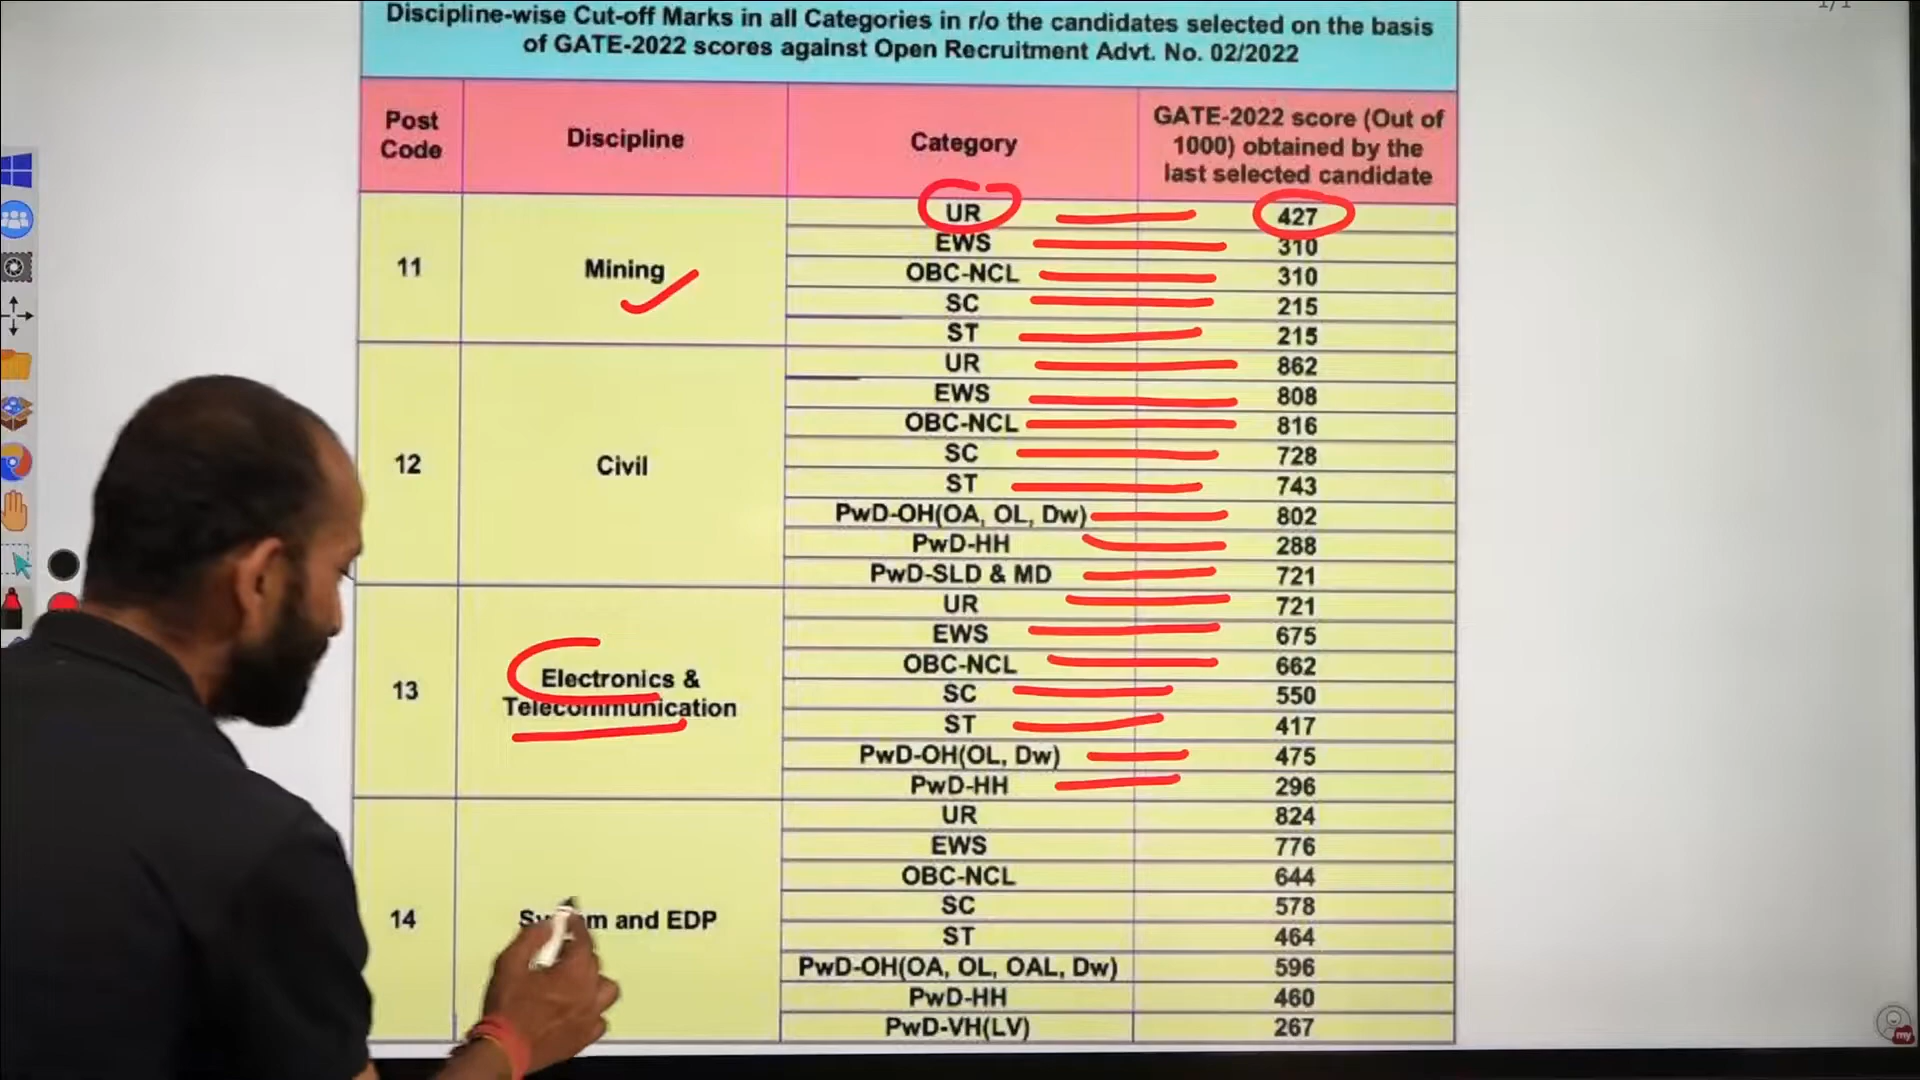 Discipline-wise Cut-off Marks in all Categories in r/o the candidates selected on the basis
of GATE-2022 scores against Open Recruitment Advt. No. 02/2022
Post Code Discipline Category GATE-2022 score (Out of 1000) obtained by the last selected candidate
11 Mining
UR 427
EWS 310
OBC-NCL 310
SC 215
ST 215
12 Civil
UR 862
EWS 808
OBC-NCL 816
SC 728
ST 743
PwD-OH(OA, OL, Dw) 802
PwD-HH 288
PwD-SLD & MD 721
13 Electronics & Telecommunication
UR 721
EWS 675
OBC-NCL 662
SC 550
ST 417
PwD-OH(OL, Dw) 475
PwD-HH 296
14 and EDP
UR 824
EWS 776
OBC-NCL 644
SC 578
ST 464
PwD-OH(OA, OL, OAL, Dw) 596
PwD-HH 460
PwD-VH(LV) 267
my